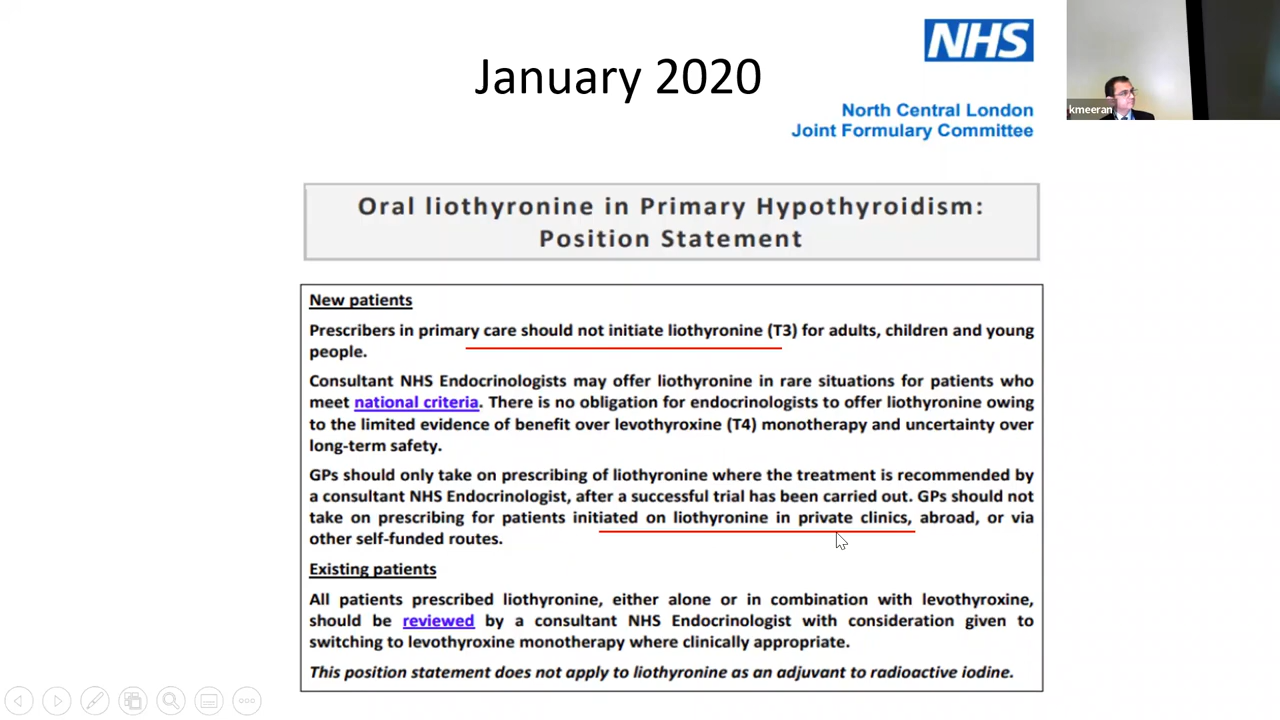 January 2020
NHS
North Central London
Joint Formulary Committee
kmeeran
Oral liothyronine in Primary Hypothyroidism:
Position Statement
New patients
Prescribers in primary care should not initiate liothyronine (T3) for adults, children and young
people.
Consultant NHS Endocrinologists may offer liothyronine in rare situations for patients who
meet national criteria. There is no obligation for endocrinologists to offer liothyronine owing
to the limited evidence of benefit over levothyroxine (T4) monotherapy and uncertainty over
long-term safety.
GPs should only take on prescribing of liothyronine where the treatment is recommended by
a consultant NHS Endocrinologist, after a successful trial has been carried out. GPs should not
take on prescribing for patients initiated on liothyronine in private clinics, abroad, or via
other self-funded routes.
Existing patients
All patients prescribed liothyronine, either alone or in combination with levothyroxine,
should be reviewed by a consultant NHS Endocrinologist with consideration given to
switching to levothyroxine monotherapy where clinically appropriate.
This position statement does not apply to liothyronine as an adjuvant to radioactive iodine.